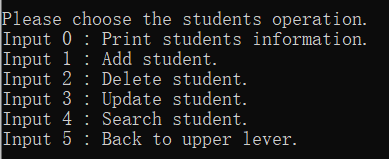 Please choose the students operation.
Input 0 : Print students information.
Input 1 : Add student.
Input 2 : Delete student.
Input 3 : Update student.
Input 4 : Search student.
Input 5 : Back to upper lever.